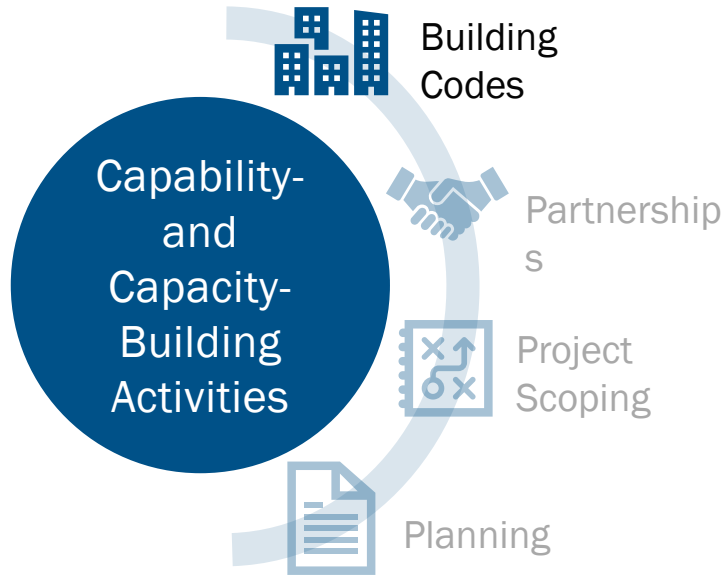 Building
Codes
Capability-
and
Capacity-
Building
Activities
Partnership
s
Project
Scoping
Planning